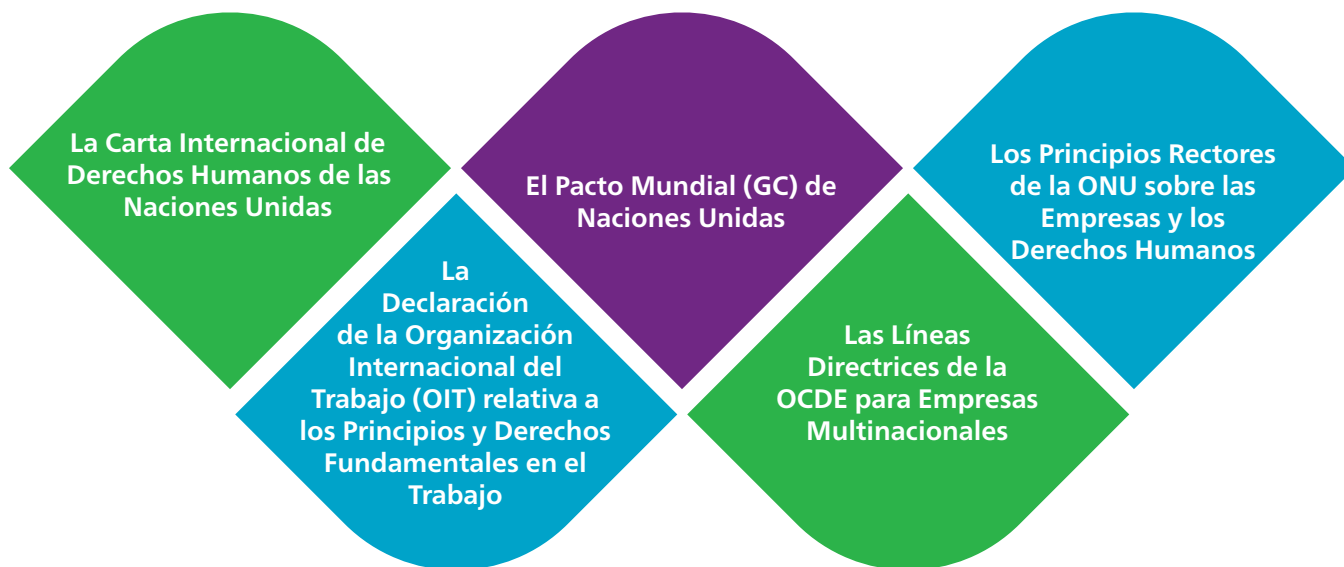 La Carta Internacional de
Derechos Humanos de las
Naciones Unidas
La
Declaración
de la Organización
Internacional del
Trabajo (OIT) relativa a
los Principios y Derechos
Fundamentales en el
Trabajo
El Pacto Mundial (GC) de
Naciones Unidas
Las Líneas
Directrices de la
OCDE para Empresas
Multinacionales
Los Principios Rectores
de la ONU sobre las
Empresas y los
Derechos Humanos